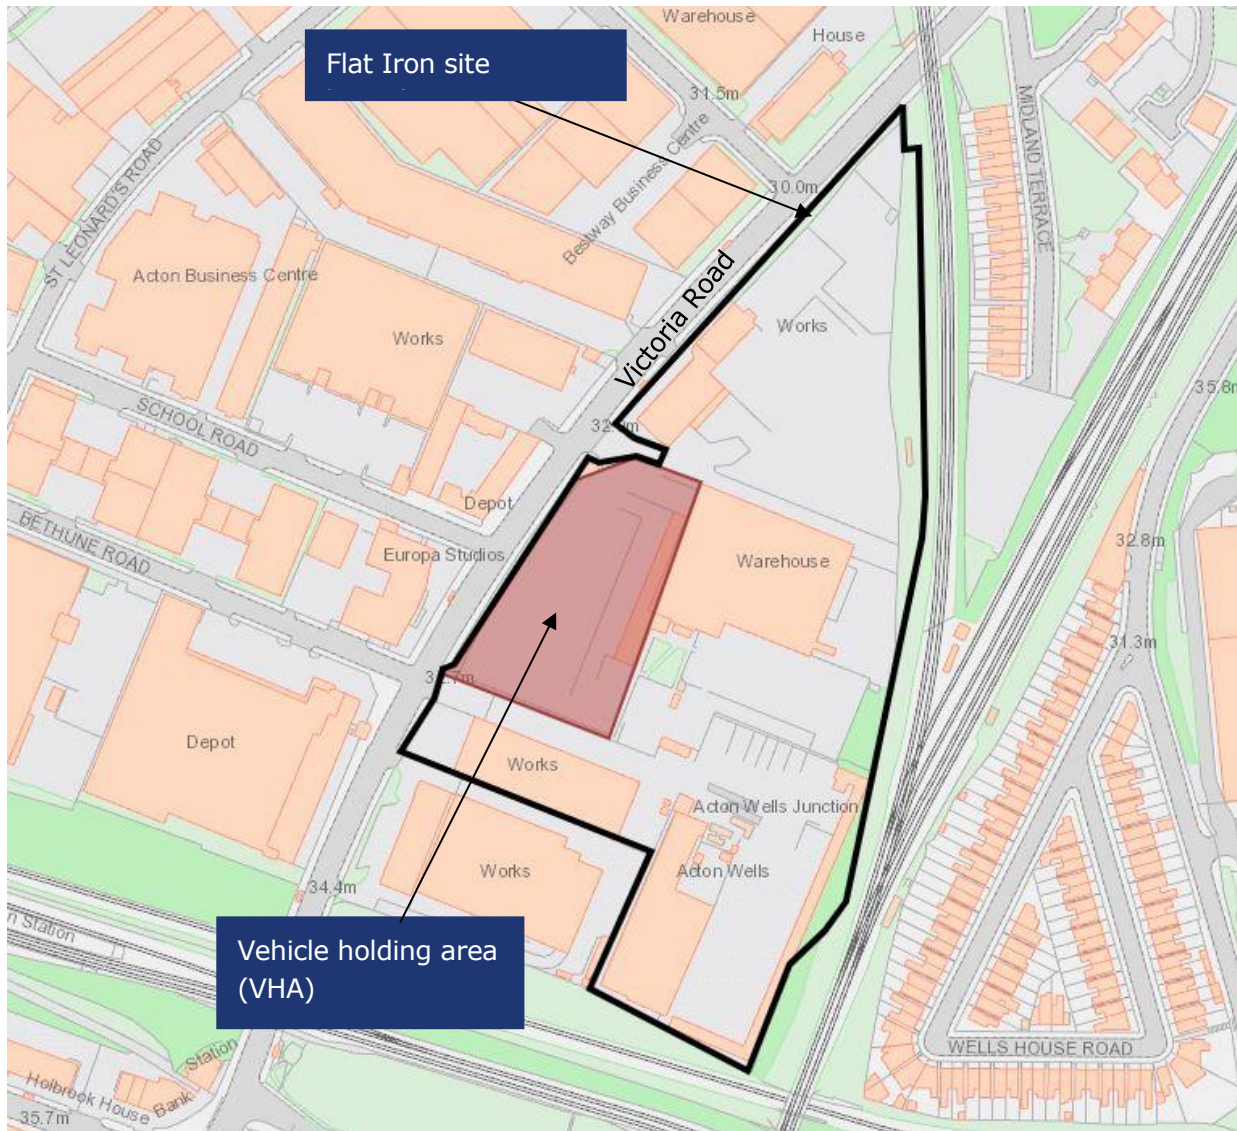 Warehouse
House
Flat Iron site
31.5m
MIDLAND TERRACE
ST LEONARD'S ROAD
Bestway Business Centre
30.0m
Acton Business Centre
Victoria Road
Works
Works
35.8m
SCHOOL ROAD
Depot
BETHUNE ROAD
Europa Studios
Warehouse
32.8m
31.3m
Depot
Works
Acton Wells Junction
Works
Acton Wells
34.4m
n Station
Vehicle holding area
(VHA)
WELLS HOUSE ROAD
Station
Holbrook House
Bank
35.7m